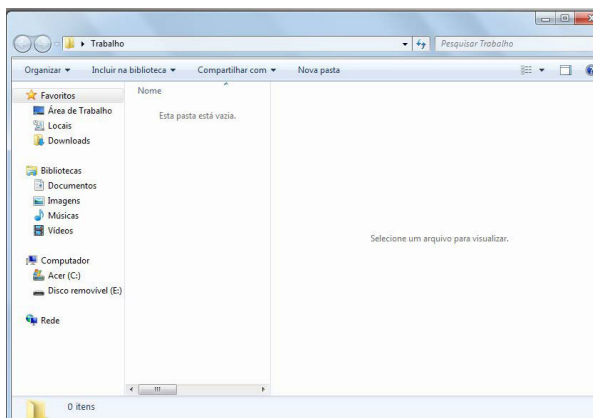 Trabalho
Pesquisar Trabalho
Organizar
Incluir na biblioteca
Compartilhar com
Nova pasta
Favoritos
Área de Trabalho
Locais
Downloads
Bibliotecas
Documentos
Imagens
Músicas
Vídeos
Computador
Acer (C:)
Disco removível (E:)
Rede
Nome
Esta pasta está vazia.
Selecione um arquivo para visualizar.
0 itens